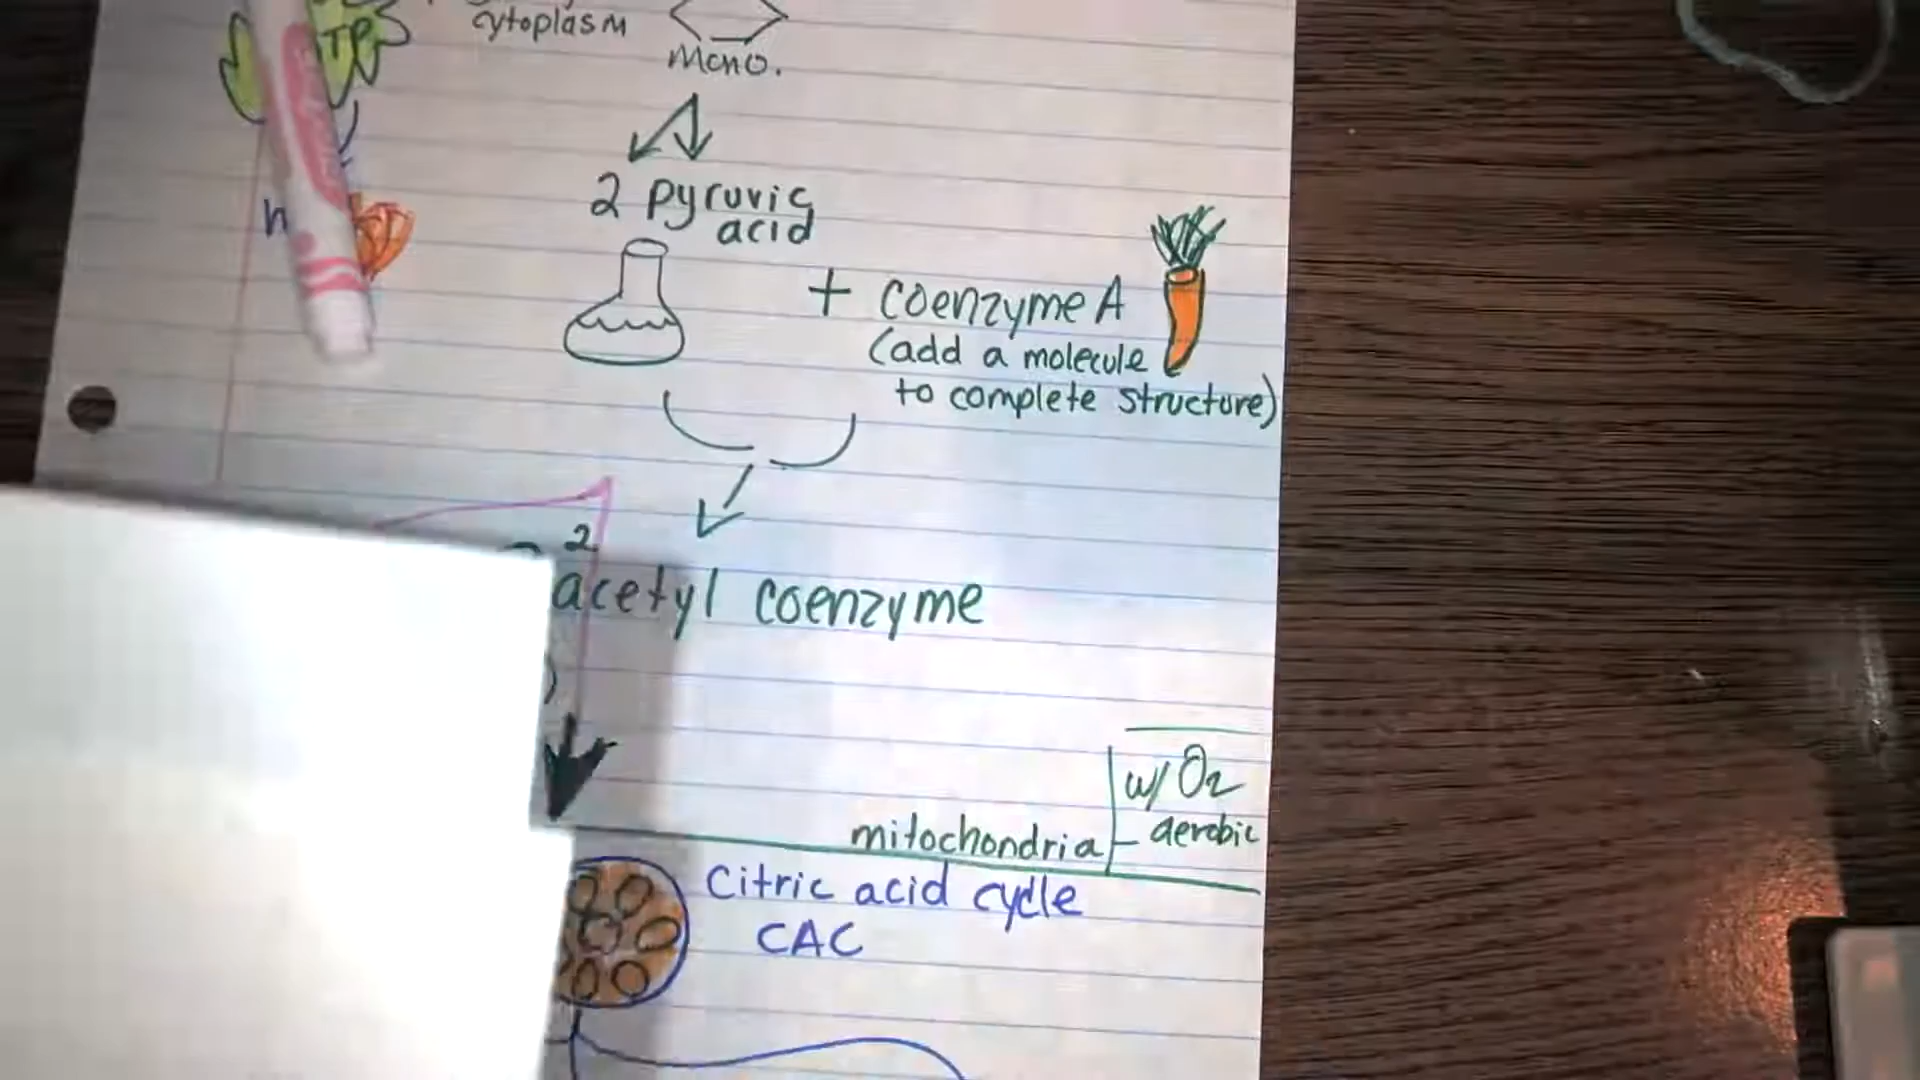 TP
cytoplasm
Mono.
2 pyruvic
acid
+ coenzyme A
(add a molecule
to complete structure)
2
acetyl coenzyme
w/ O2
mitochondria - aerobic
Citric acid cycle
CAC